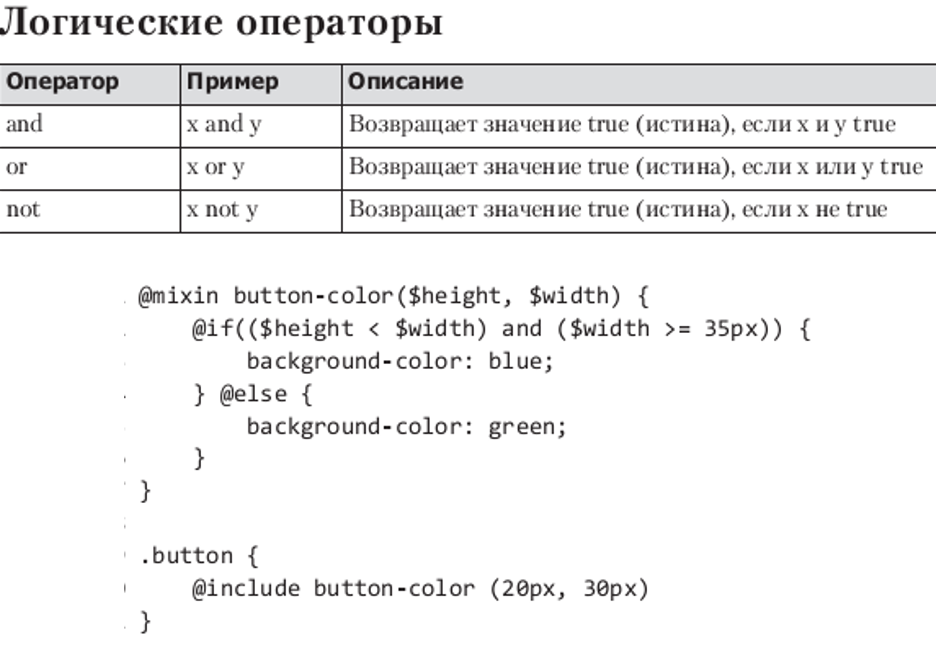 Логические операторы
Оператор Пример Описание
and x and y Возвращает значение true (истина), если x и y true
or x or y Возвращает значение true (истина), если x или y true
not x not y Возвращает значение true (истина), если x не true
@mixin button-color($height, $width) {
@if(($height < $width) and ($width >= 35px)) {
background-color: blue;
} @else {
background-color: green;
}
}
.button {
@include button-color (20px, 30px)
}